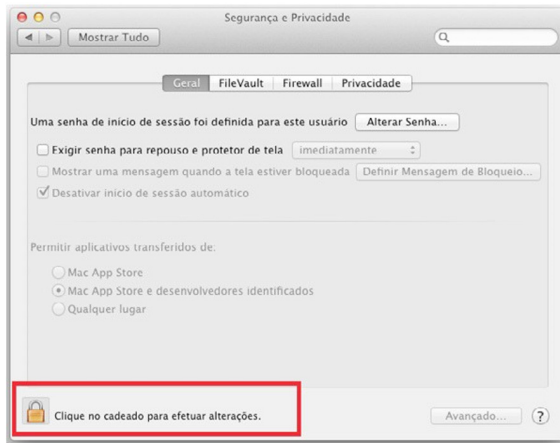 Segurança e Privacidade
Mostrar Tudo
Geral FileVault Firewall Privacidade
Uma senha de início de sessão foi definida para este usuário Alterar Senha...
Exigir senha para repouso e protetor de tela imediatamente
Mostrar uma mensagem quando a tela estiver bloqueada Definir Mensagem de Bloqueio...
Desativar início de sessão automático
Permitir aplicativos transferidos de:
Mac App Store
Mac App Store e desenvolvedores identificados
Qualquer lugar
Clique no cadeado para efetuar alterações. Avançado... ?